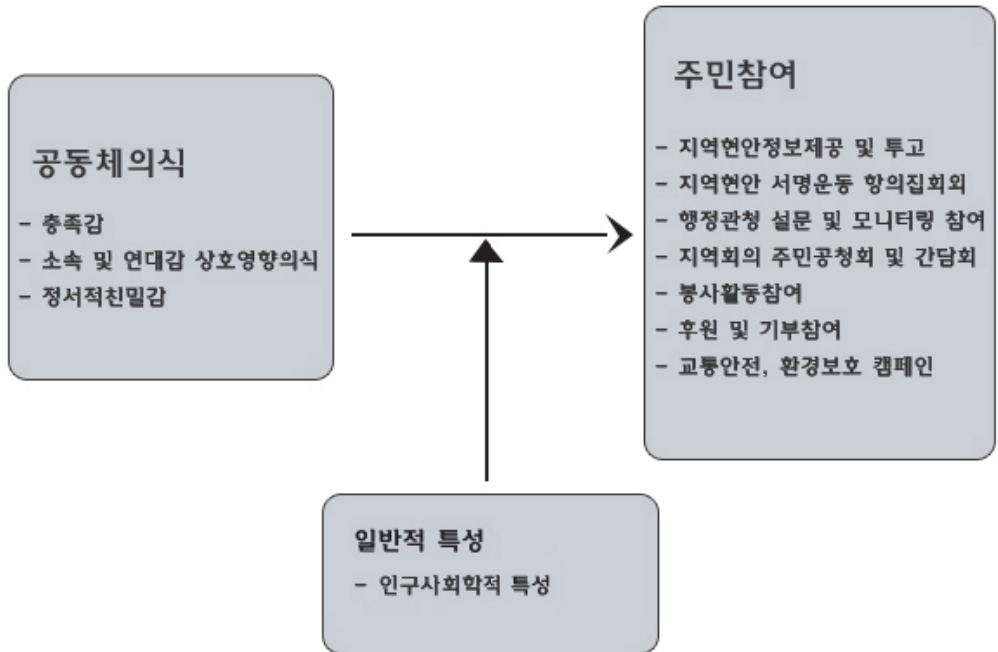 공동체의식
- 충족감
- 소속 및 연대감 상호영향의식
- 정서적친밀감
주민참여
- 지역현안정보제공 및 투고
- 지역현안 서명운동 항의집회외
- 행정관청 설문 및 모니터링 참여
- 지역회의 주민공청회 및 간담회
- 봉사활동참여
- 후원 및 기부참여
- 교통안전, 환경보호 캠페인
일반적 특성
- 인구사회학적 특성